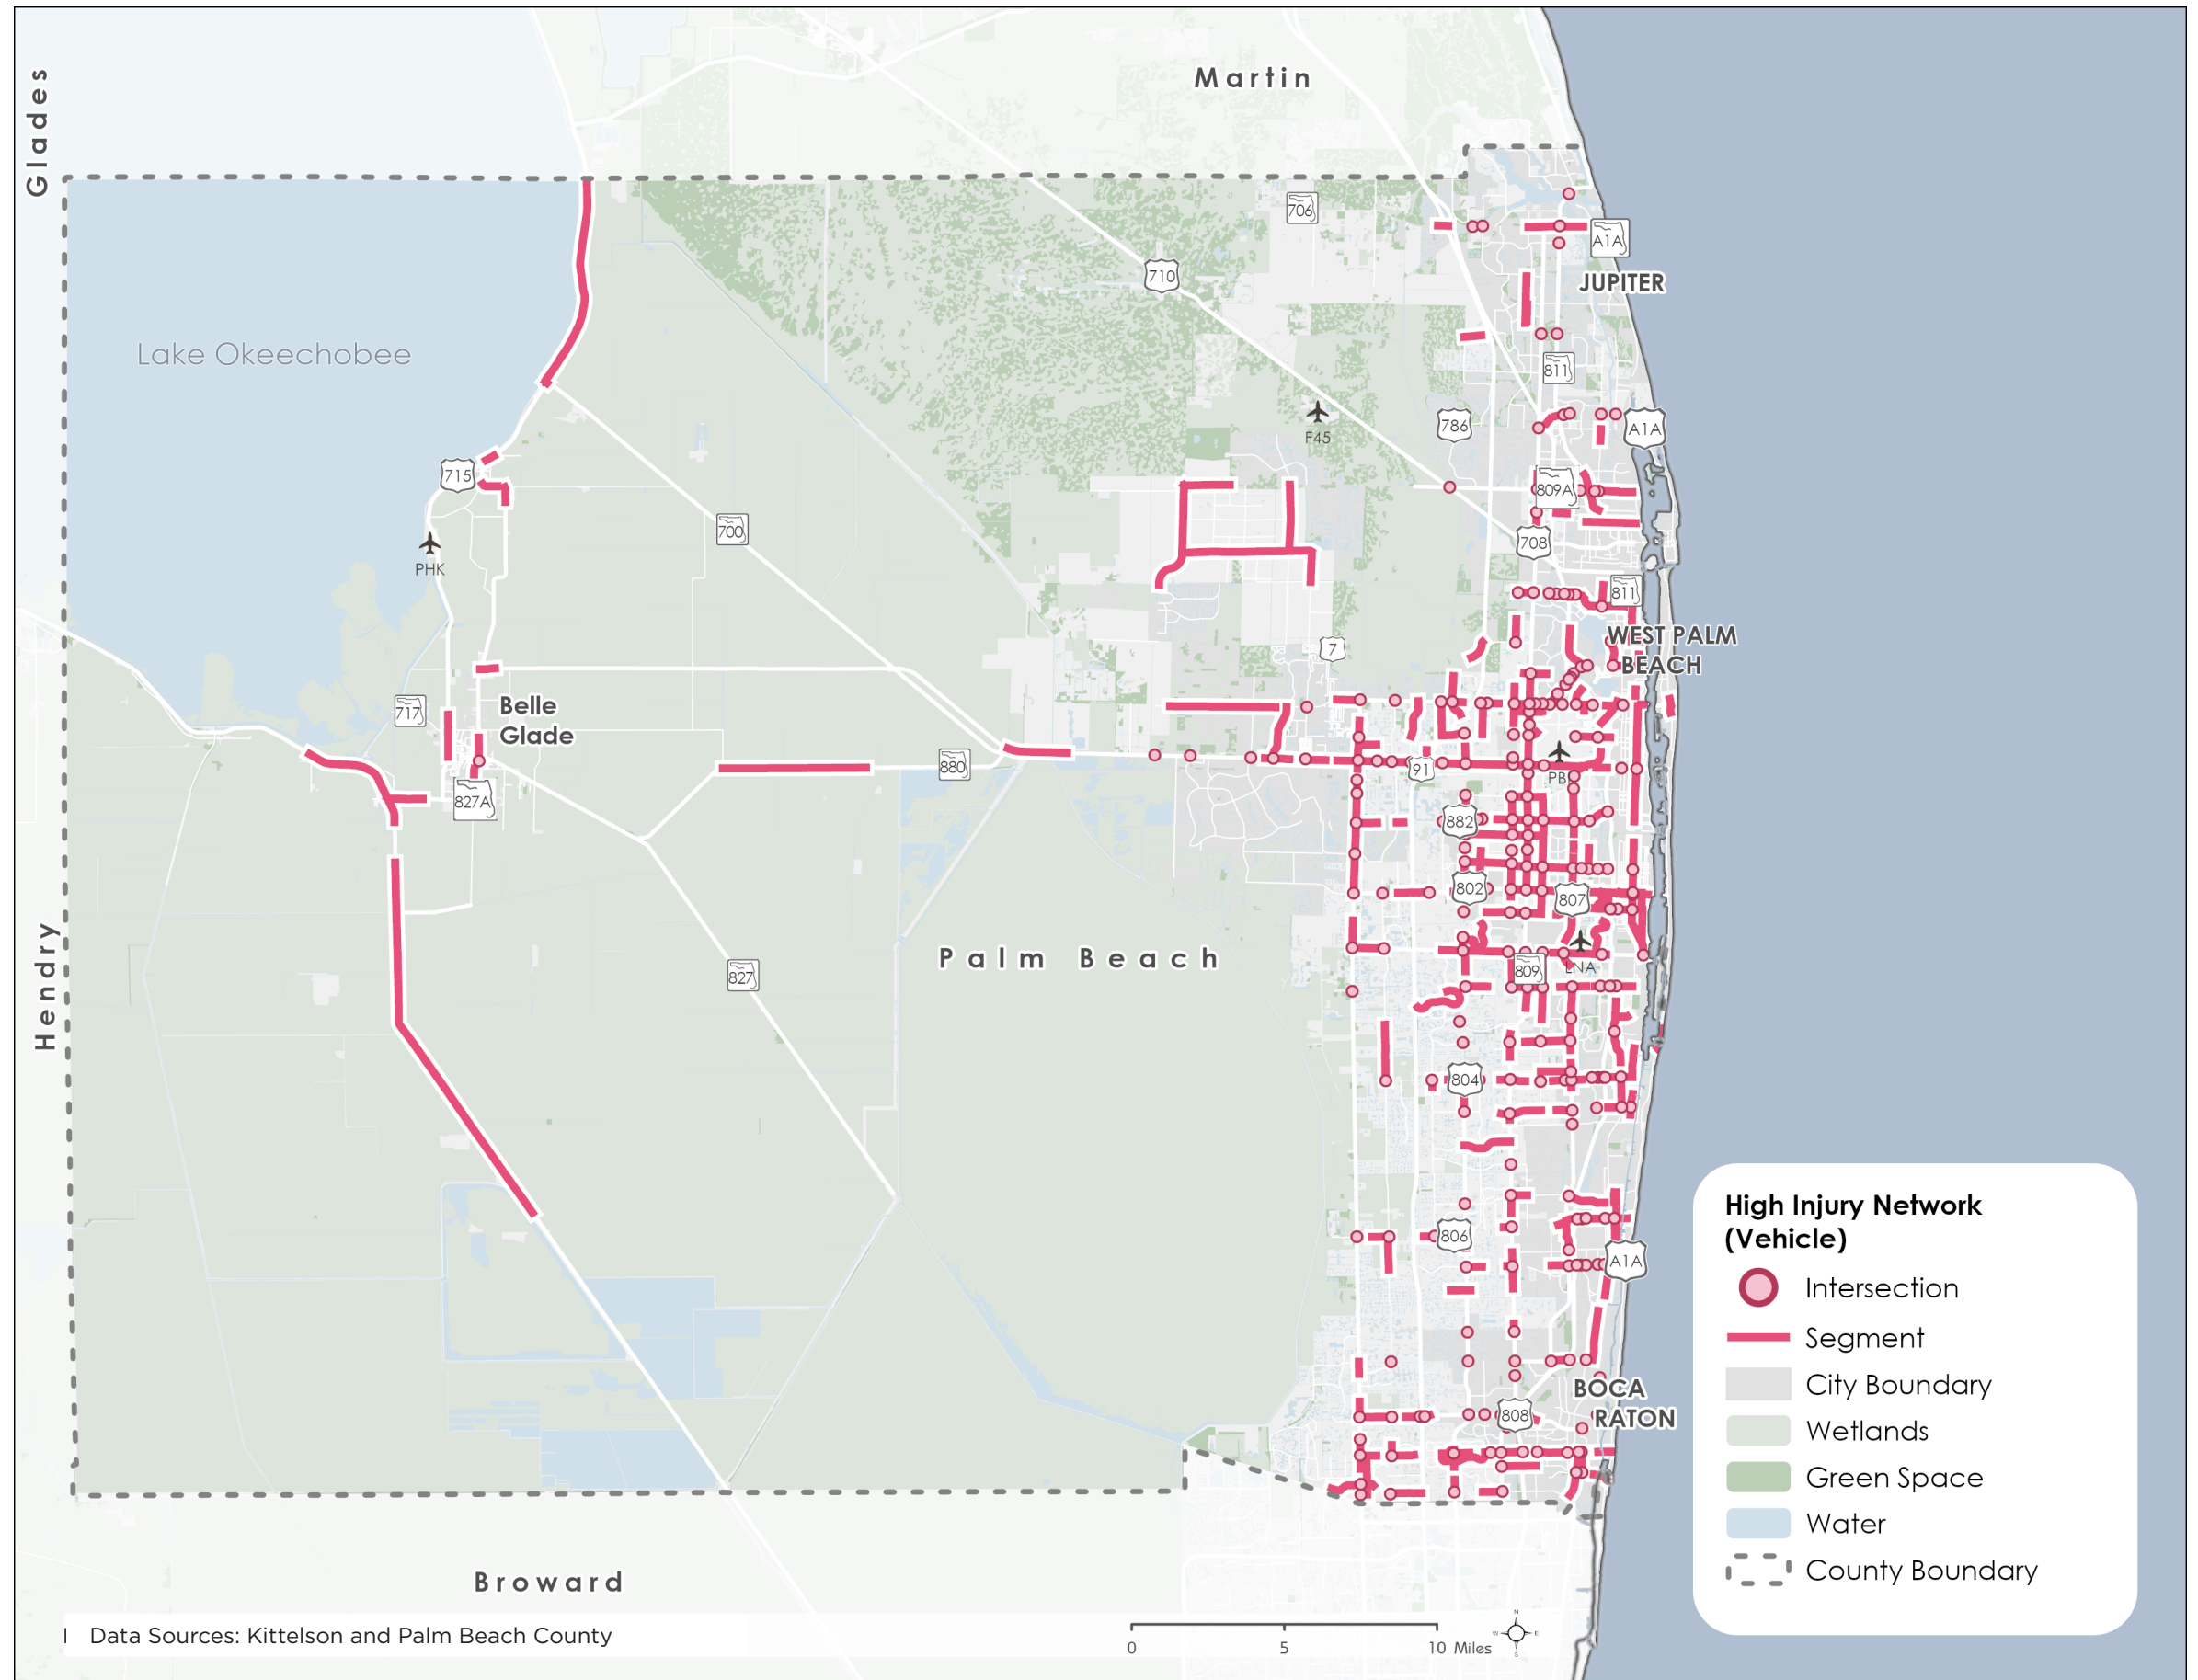 Martin
Glades
706
A1A
JUPITER
710
Lake Okeechobee
811
F45
786
A1A
715
809A
700
708
PHK
811
WEST PALM
BEACH
7
717
Belle
Glade
880
91
827A
882
802
807
Palm Beach
827
809
LNA
Hendry
804
806
A1A
BOCA
RATON
808
High Injury Network
(Vehicle)
Intersection
Segment
City Boundary
Wetlands
Green Space
Water
County Boundary
Broward
Data Sources: Kittelson and Palm Beach County
0 5 10 Miles
N
W E
S